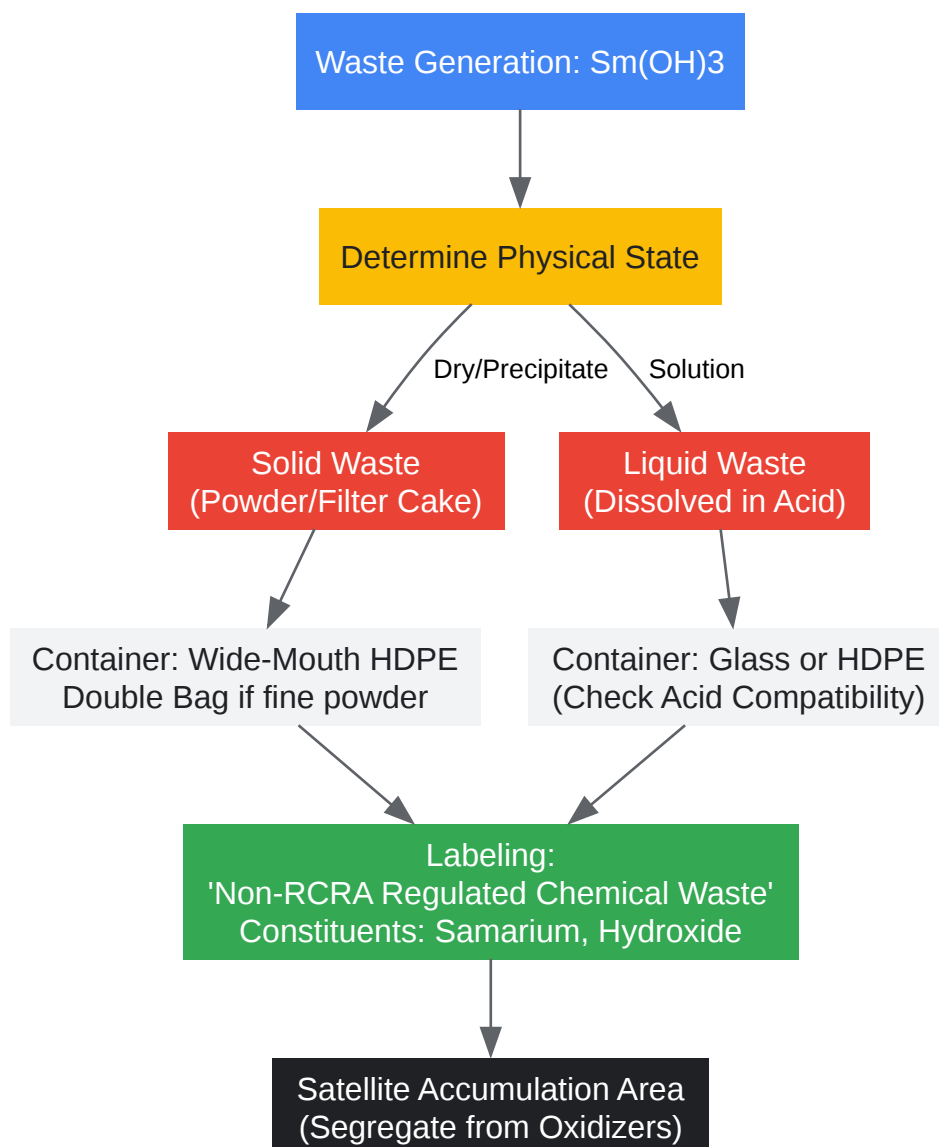 Waste Generation: Sm(OH)3
Determine Physical State
Dry/Precipitate
Solution
Solid Waste
(Powder/Filter Cake)
Liquid Waste
(Dissolved in Acid)
Container: Wide-Mouth HDPE
Double Bag if fine powder
Container: Glass or HDPE
(Check Acid Compatibility)
Labeling:
'Non-RCRA Regulated Chemical Waste'
Constituents: Samarium, Hydroxide
Satellite Accumulation Area
(Segregate from Oxidizers)